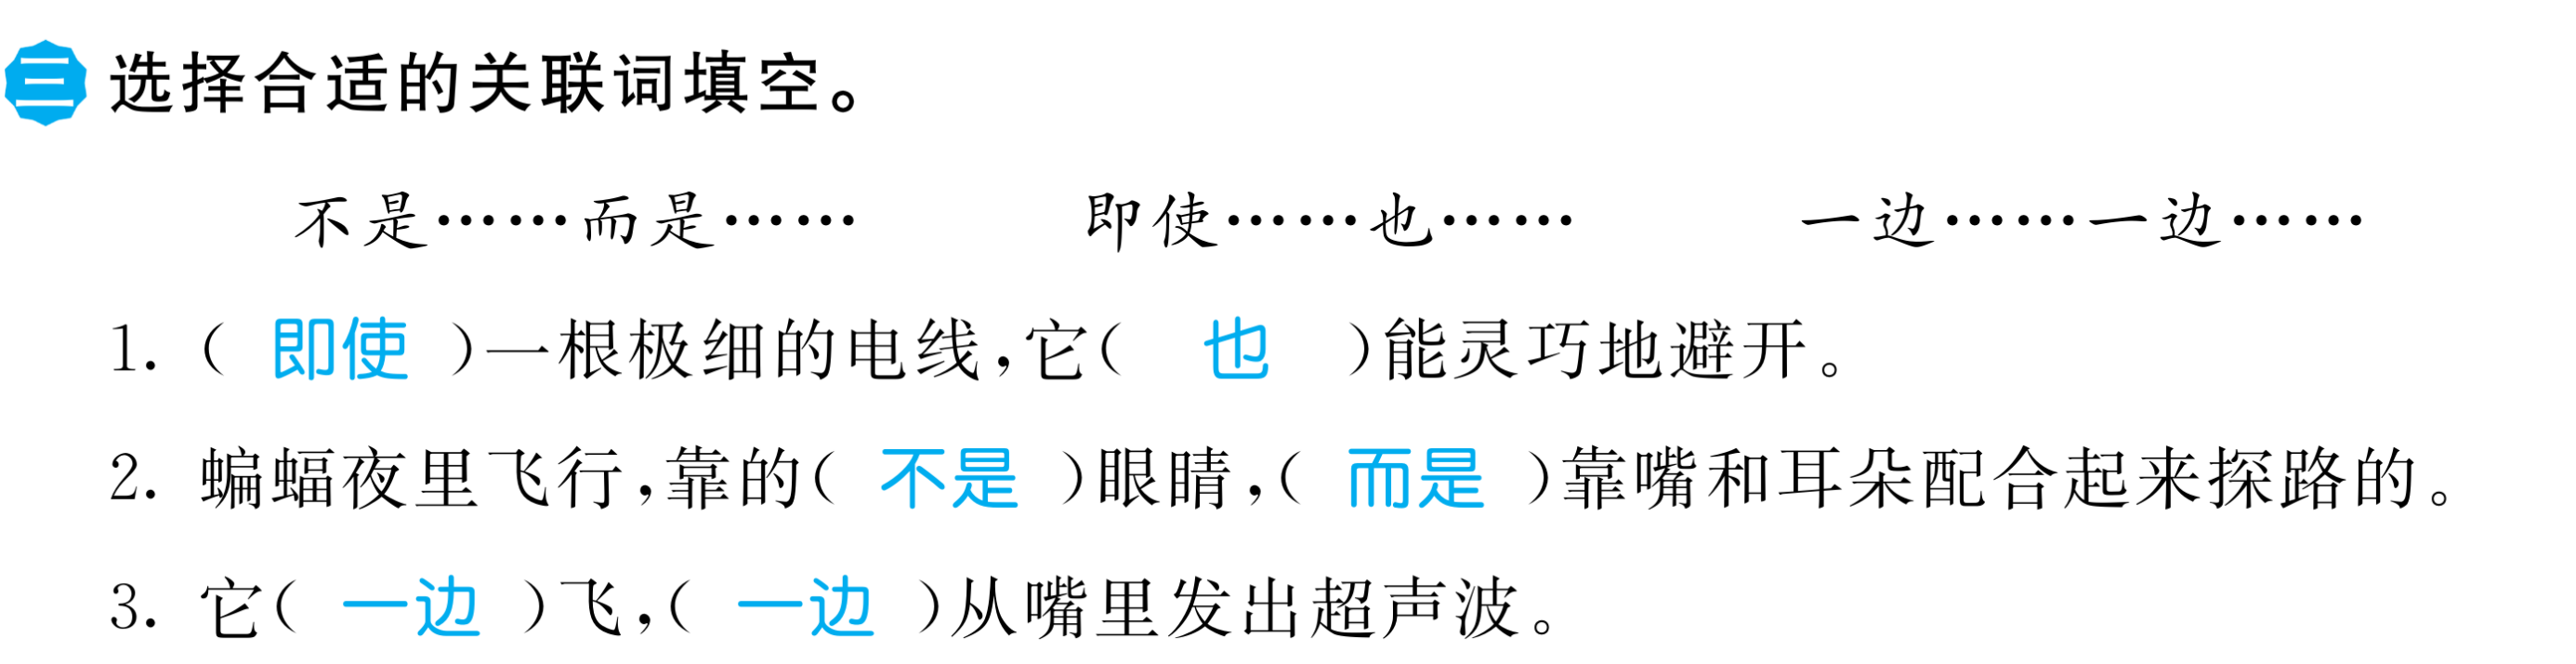 三 选择合适的关联词填空。
不是……而是…… 即使……也…… 一边……一边……
1. ( 即使 )一根极细的电线,它( 也 )能灵巧地避开。
2. 蝙蝠夜里飞行,靠的( 不是 )眼睛,( 而是 )靠嘴和耳朵配合起来探路的。
3. 它( 一边 )飞,( 一边 )从嘴里发出超声波。